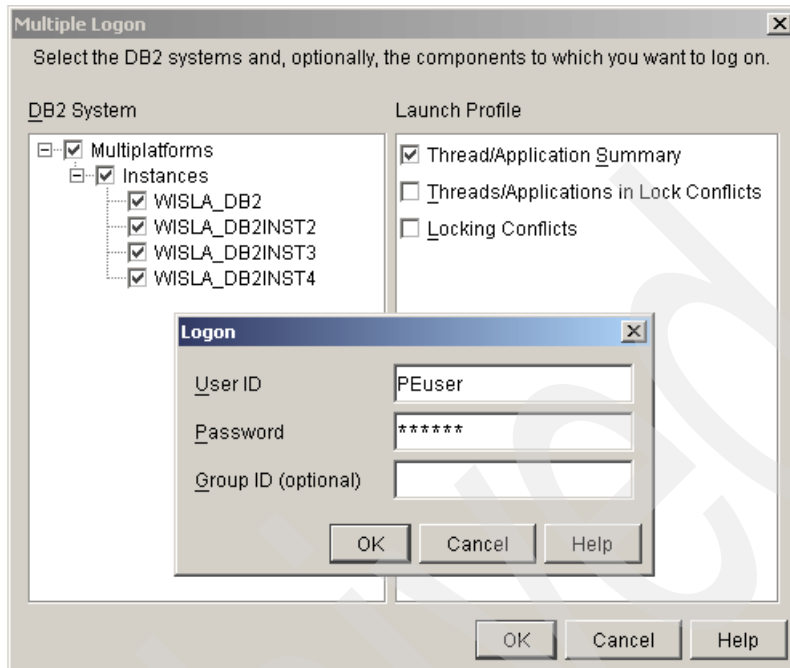 Multiple Logon
Select the DB2 systems and, optionally, the components to which you want to log on.
DB2 System
Launch Profile
Multiplatforms
Instances
WISLA_DB2
WISLA_DB2INST2
WISLA_DB2INST3
WISLA_DB2INST4
Thread/Application Summary
Threads/Applications in Lock Conflicts
Locking Conflicts
Logon
User ID
PEuser
Password
******
Group ID (optional)
OK Cancel Help
OK Cancel Help